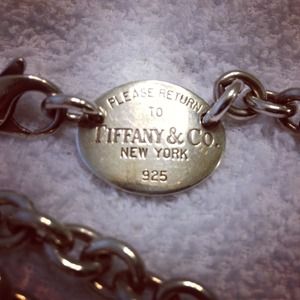 PLEASE RETURN
TO
TIFFANY & CO.
NEW YORK
925